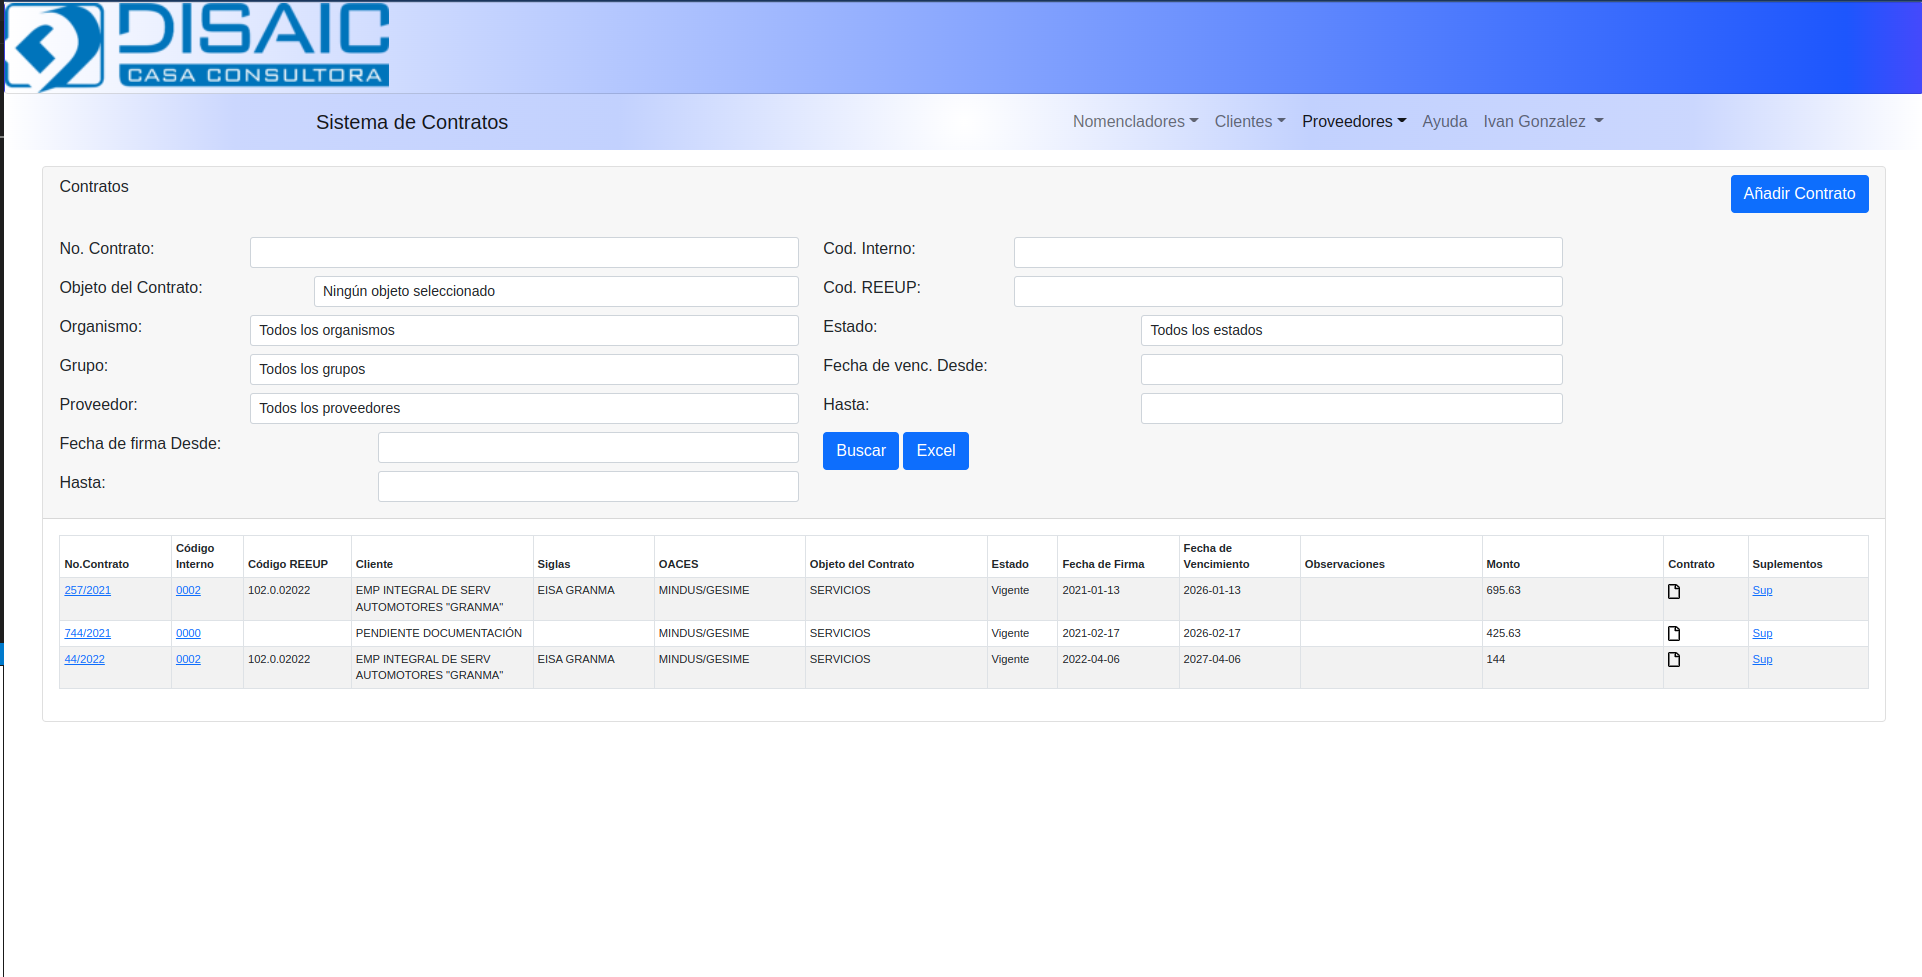 DISAIC
CASA CONSULTORA
Sistema de Contratos
Nomencladores
Clientes
Proveedores
Ayuda
Ivan Gonzalez
Contratos
Añadir Contrato
No. Contrato:
Cod. Interno:
Objeto del Contrato:
Ningún objeto seleccionado
Cod. REEUP:
Organismo:
Todos los organismos
Estado:
Todos los estados
Grupo:
Todos los grupos
Fecha de venc. Desde:
Proveedor:
Todos los proveedores
Hasta:
Fecha de firma Desde:
Buscar
Excel
Hasta:
No.Contrato
Código
Interno
Código REEUP
Cliente
Siglas
OACES
Objeto del Contrato
Estado
Fecha de Firma
Fecha de
Vencimiento
Observaciones
Monto
Contrato
Suplementos
257/2021
0002
102.0.02022
EMP INTEGRAL DE SERV
AUTOMOTORES "GRANMA"
EISA GRANMA
MINDUS/GESIME
SERVICIOS
Vigente
2021-01-13
2026-01-13
695.63
Sup
744/2021
0000
PENDIENTE DOCUMENTACIÓN
MINDUS/GESIME
SERVICIOS
Vigente
2021-02-17
2026-02-17
425.63
Sup
44/2022
0002
102.0.02022
EMP INTEGRAL DE SERV
AUTOMOTORES "GRANMA"
EISA GRANMA
MINDUS/GESIME
SERVICIOS
Vigente
2022-04-06
2027-04-06
144
Sup